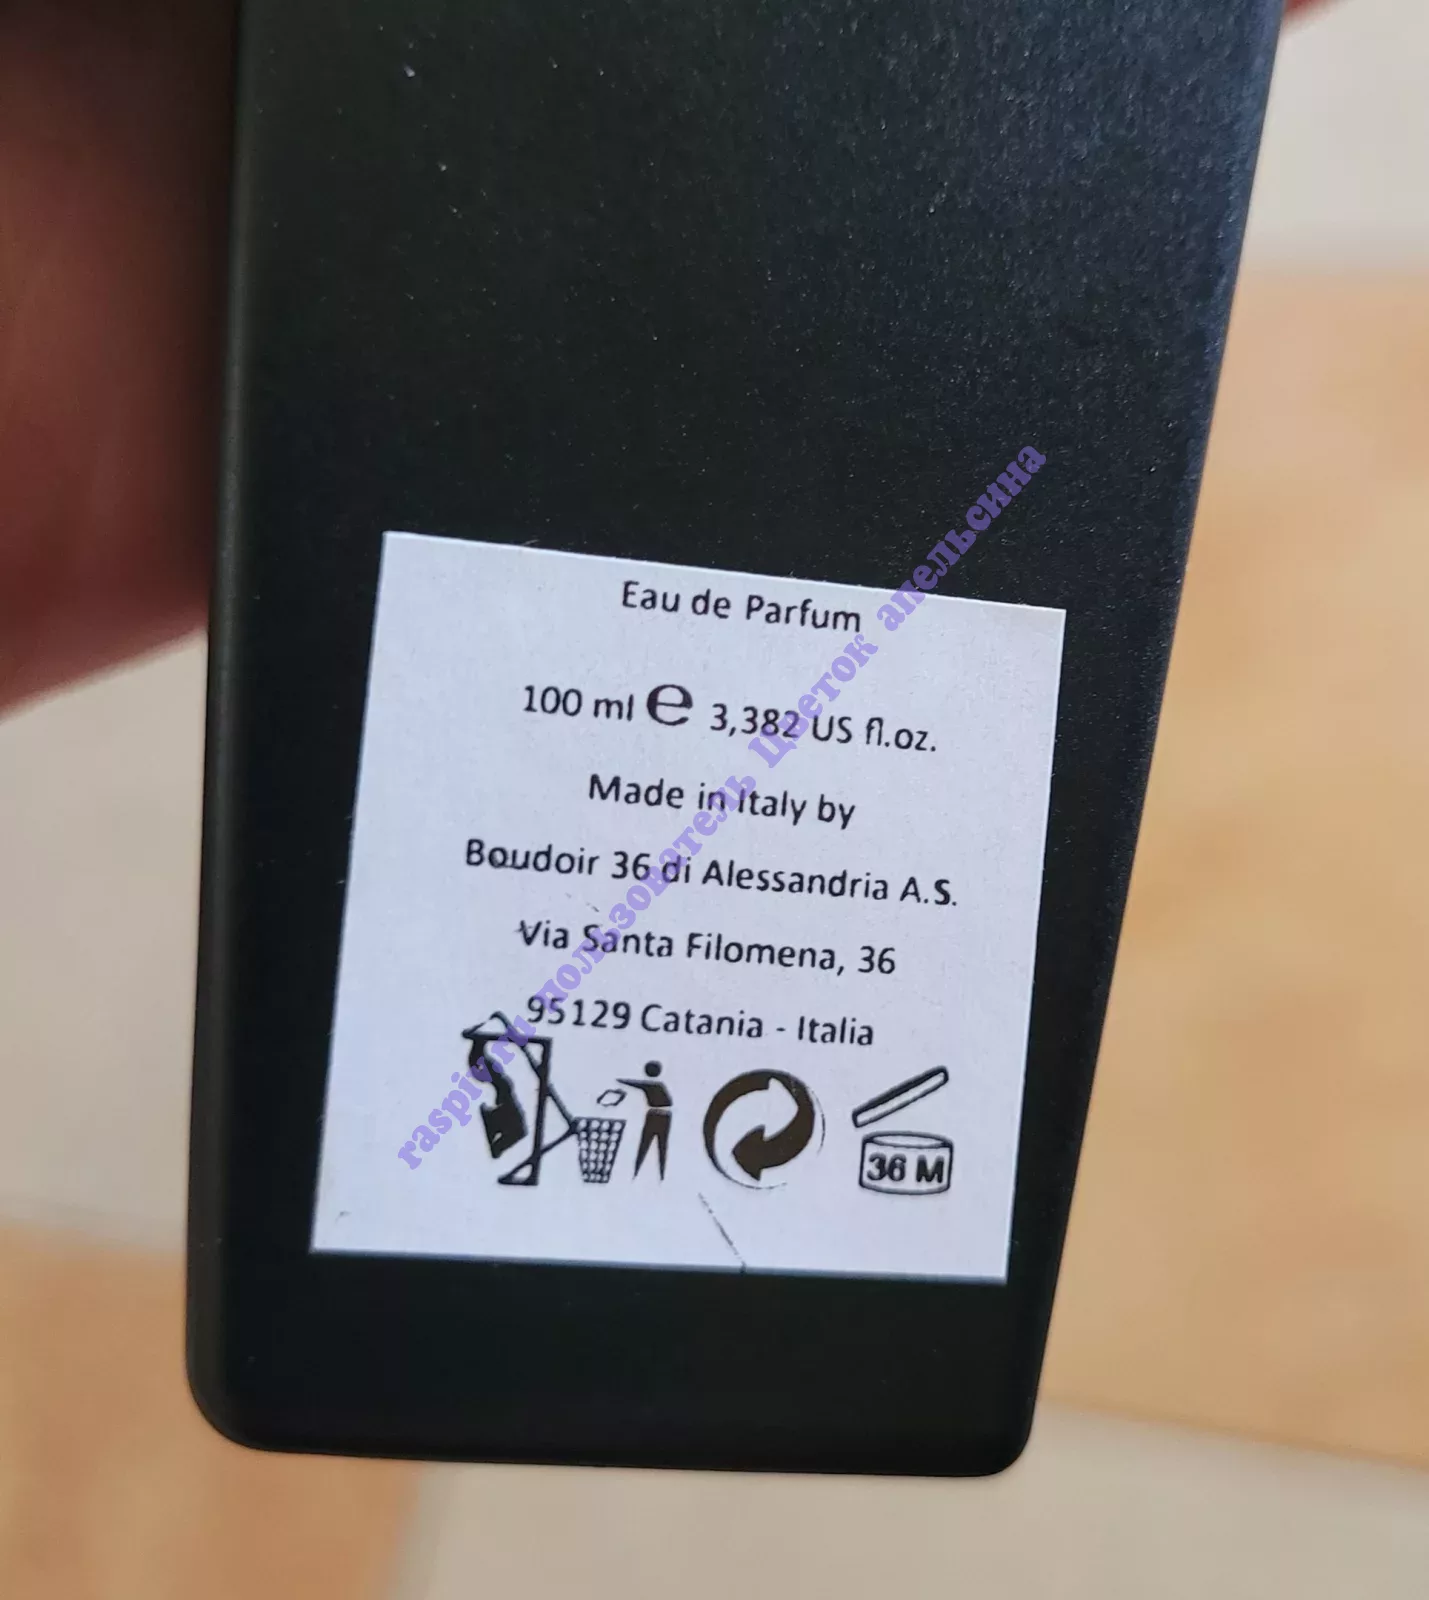 Eau de Parfum
100 ml ℮ 3,382 US fl.oz.
Made in Italy by
Boudoir 36 di Alessandria A.S.
Via Santa Filomena, 36
95129 Catania - Italia
36 M
raspiv.ru пользователь Цветок апельсина